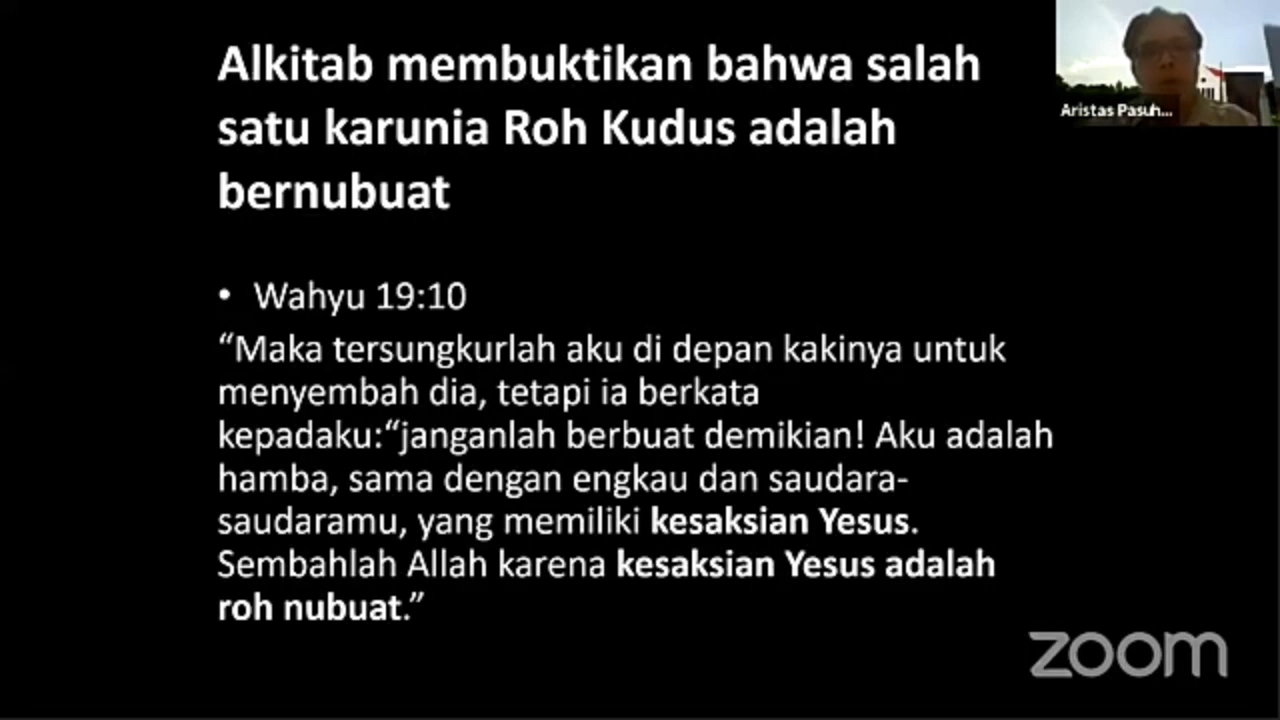 Alkitab membuktikan bahwa salah
satu karunia Roh Kudus adalah
bernubuat
Aristas Pasuh...
• Wahyu 19:10
“Maka tersungkurlah aku di depan kakinya untuk
menyembah dia, tetapi ia berkata
kepadaku:“janganlah berbuat demikian! Aku adalah
hamba, sama dengan engkau dan saudara-
saudaramu, yang memiliki kesaksian Yesus.
Sembahlah Allah karena kesaksian Yesus adalah
roh nubuat.”
zoom